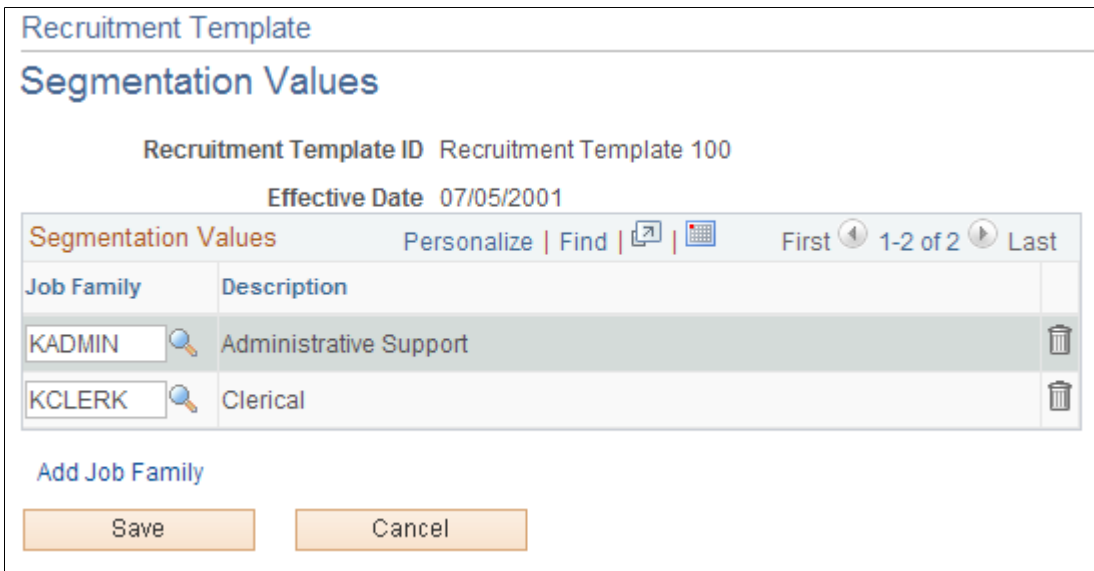 Recruitment Template
Segmentation Values
Recruitment Template ID Recruitment Template 100
Effective Date 07/05/2001
Segmentation Values Personalize | Find | | First 1-2 of 2 Last
Job Family Description
KADMIN Administrative Support
KCLERK Clerical
Add Job Family
Save Cancel